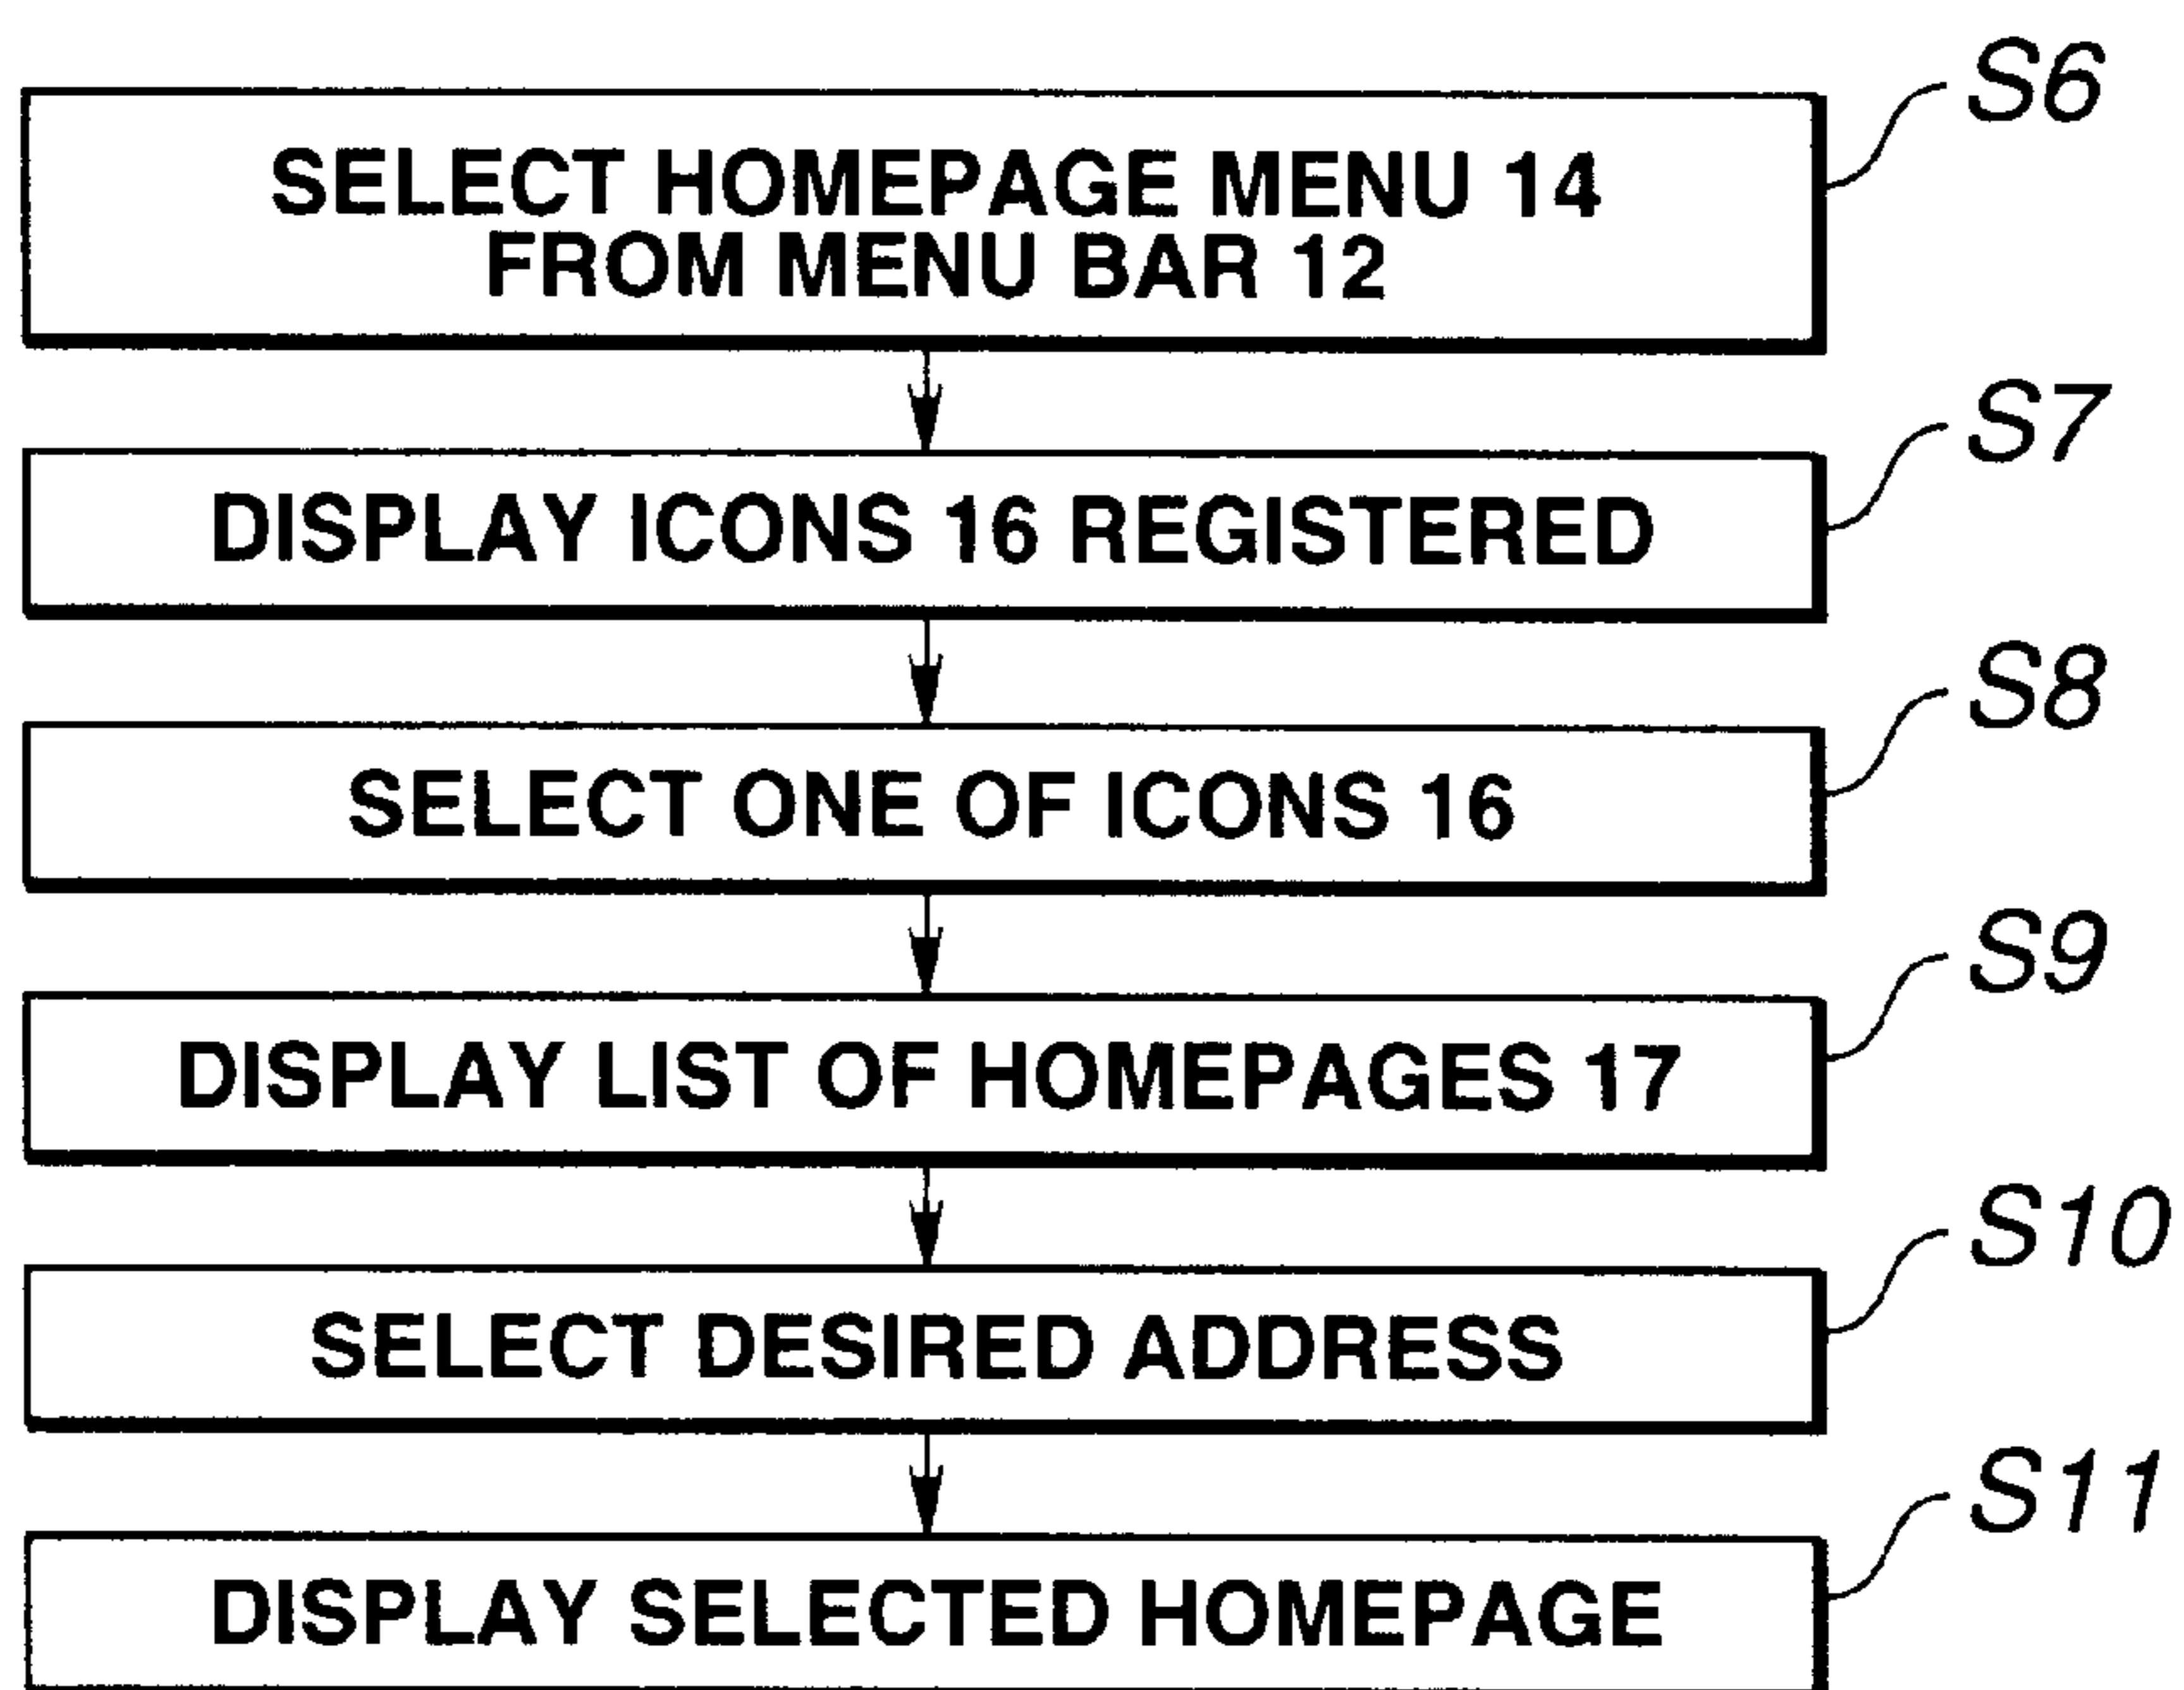 S6
SELECT HOMEPAGE MENU 14
FROM MENU BAR 12
S7
DISPLAY ICONS 16 REGISTERED
S8
SELECT ONE OF ICONS 16
S9
DISPLAY LIST OF HOMEPAGES 17
S10
SELECT DESIRED ADDRESS
S11
DISPLAY SELECTED HOMEPAGE